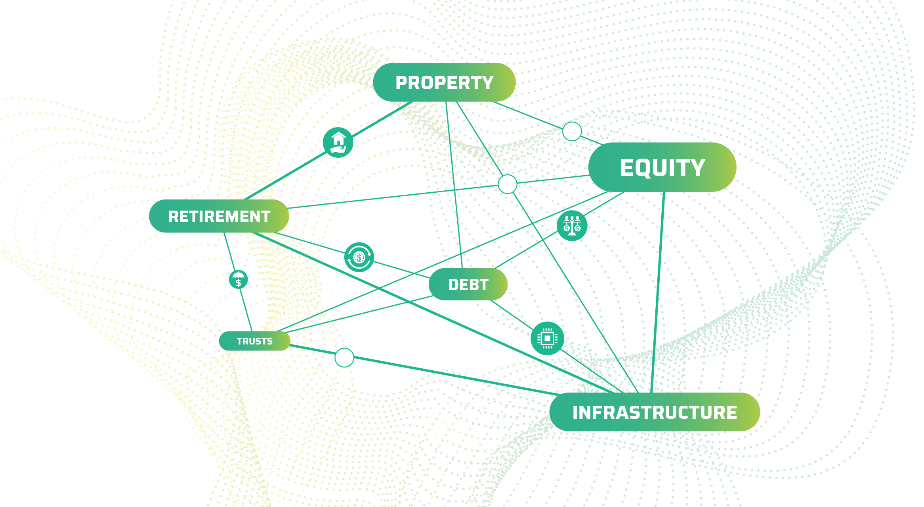 PROPERTY
EQUITY
RETIREMENT
DEBT
TRUSTS
INFRASTRUCTURE